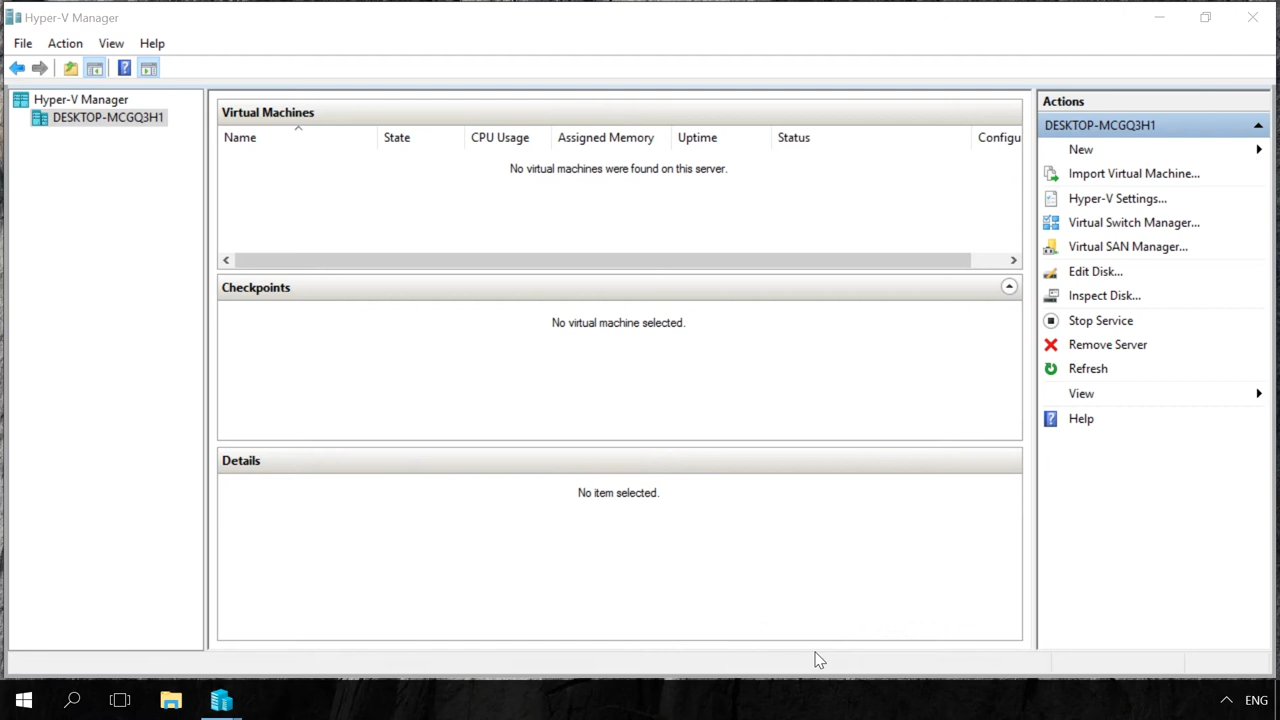 Hyper-V Manager
File Action View Help
Hyper-V Manager
DESKTOP-MCGQ3H1
Virtual Machines
Name State CPU Usage Assigned Memory Uptime Status Configu
No virtual machines were found on this server.
Checkpoints
No virtual machine selected.
Details
No item selected.
Actions
DESKTOP-MCGQ3H1
New
Import Virtual Machine...
Hyper-V Settings...
Virtual Switch Manager...
Virtual SAN Manager...
Edit Disk...
Inspect Disk...
Stop Service
Remove Server
Refresh
View
Help
ENG